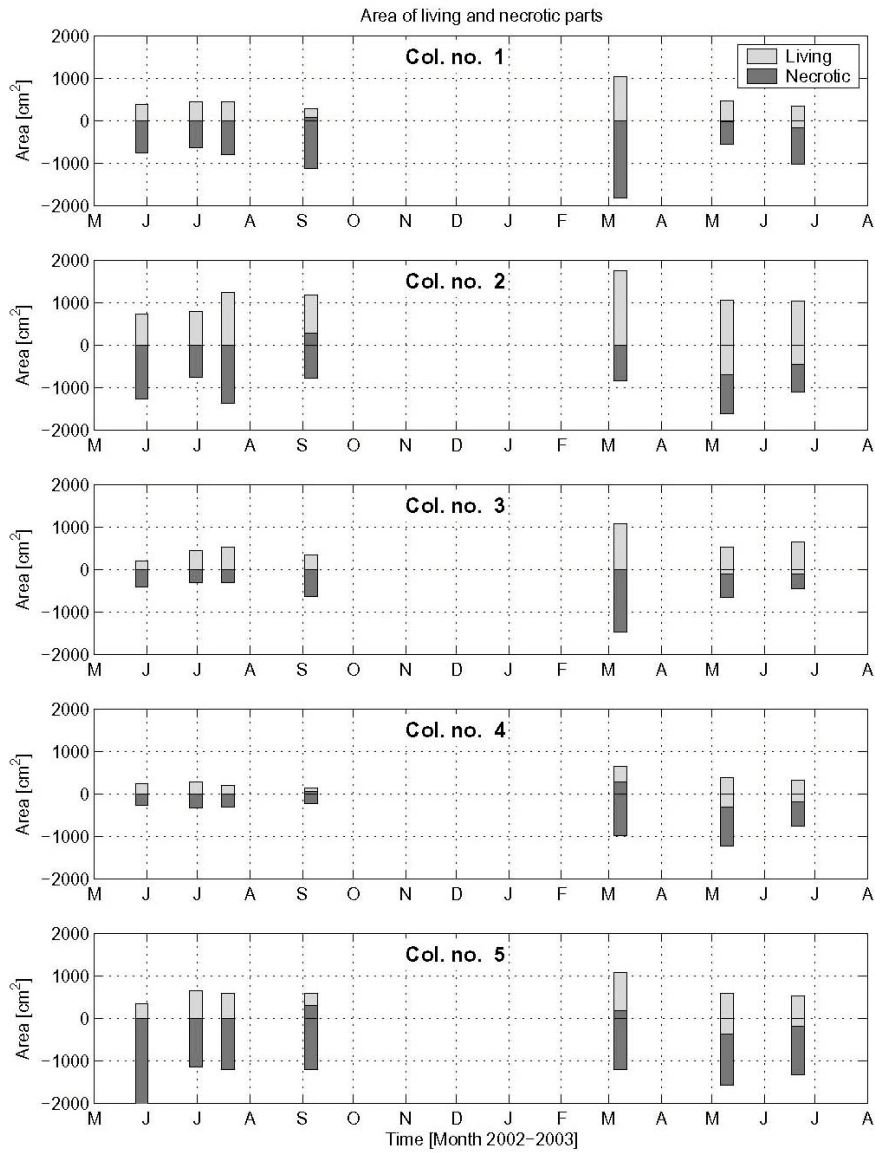 Area of living and necrotic parts
2000
1000
0
−1000
−2000
Area [cm²]
Col. no. 1
Living
Necrotic
M J J A S O N D J F M A M J J A
2000
1000
0
−1000
−2000
Area [cm²]
Col. no. 2
M J J A S O N D J F M A M J J A
2000
1000
0
−1000
−2000
Area [cm²]
Col. no. 3
M J J A S O N D J F M A M J J A
2000
1000
0
−1000
−2000
Area [cm²]
Col. no. 4
M J J A S O N D J F M A M J J A
2000
1000
0
−1000
−2000
Area [cm²]
Col. no. 5
M J J A S O N D J F M A M J J A
Time [Month 2002−2003]